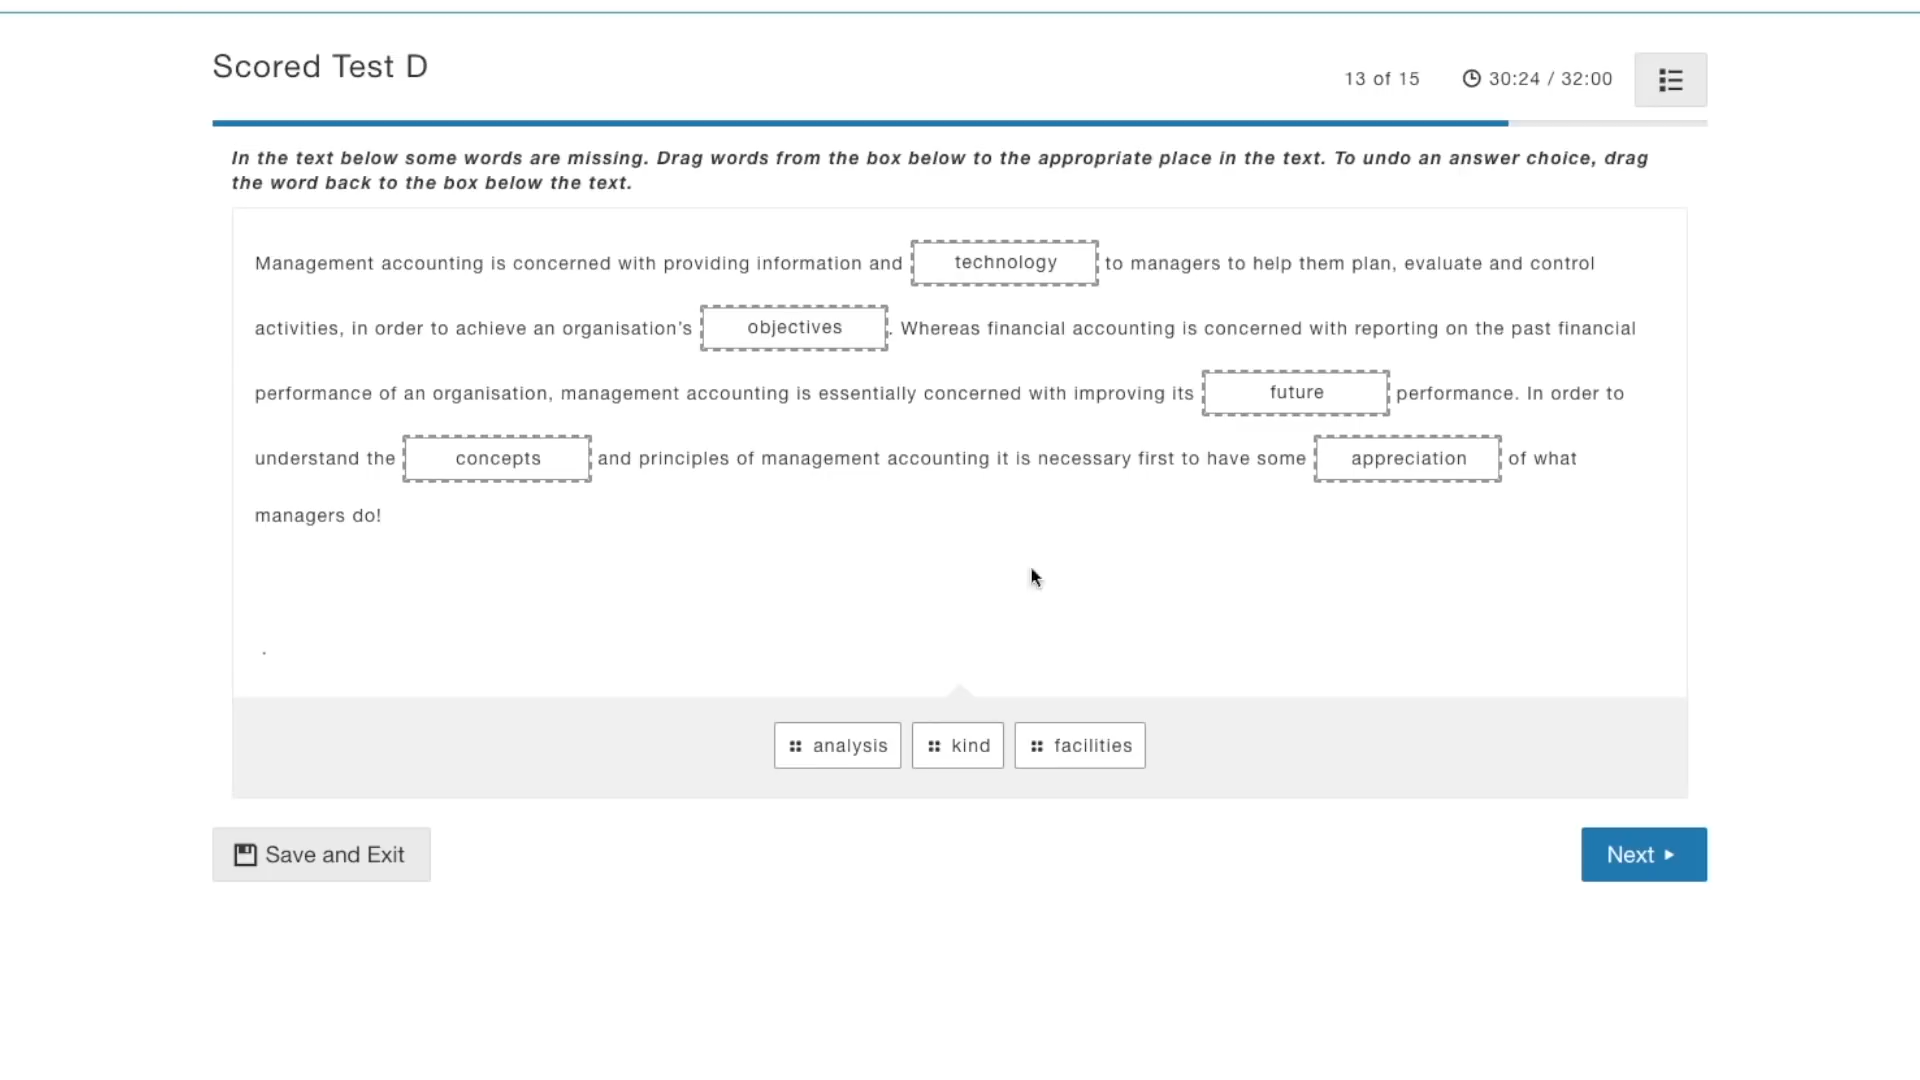 Scored Test D
13 of 15
30:24 / 32:00
In the text below some words are missing. Drag words from the box below to the appropriate place in the text. To undo an answer choice, drag
the word back to the box below the text.
Management accounting is concerned with providing information and technology to managers to help them plan, evaluate and control
activities, in order to achieve an organisation's objectives. Whereas financial accounting is concerned with reporting on the past financial
performance of an organisation, management accounting is essentially concerned with improving its future performance. In order to
understand the concepts and principles of management accounting it is necessary first to have some appreciation of what
managers do!
.
analysis kind facilities
Save and Exit
Next